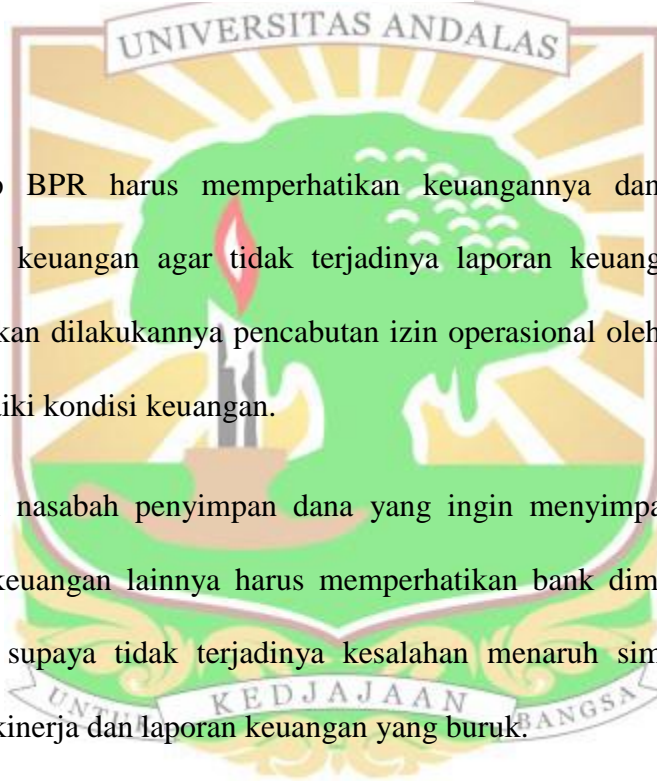 UNIVERSITAS ANDALAS
BPR harus memperhatikan keuangannya dan
keuangan agar tidak terjadinya laporan keuang
kan dilakukannya pencabutan izin operasional oleh
iki kondisi keuangan.
nasabah penyimpan dana yang ingin menyimpa
keuangan lainnya harus memperhatikan bank dim
supaya tidak terjadinya kesalahan menaruh sim
kinerja dan laporan keuangan yang buruk.
UNTUK KEDJAJAAN BANGSA